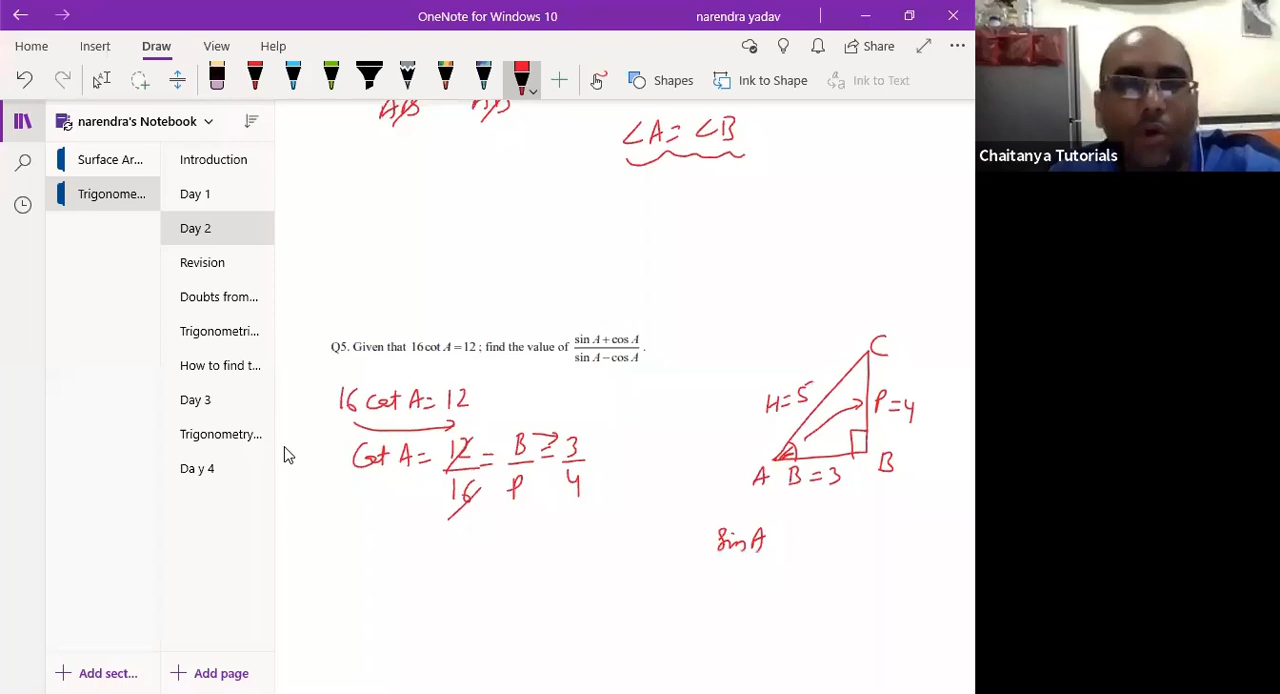 OneNote for Windows 10
narendra yadav
Home Insert Draw View Help
Share
Shapes Ink to Shape Ink to Text
narendra's Notebook
Surface Ar...
Trigonome...
Introduction
Day 1
Day 2
Revision
Doubts from...
Trigonometri...
How to find t...
Day 3
Trigonometry...
Da y 4
Add sect...
Add page
∠A = ∠B
Q5. Given that 16cot A = 12 ; find the value of (sin A + cos A)/(sin A − cos A).
16 cot A = 12
Cot A = 12/16 = B/P = 3/4
C
H = 5
P = 4
A B = 3 B
Sin A
Chaitanya Tutorials